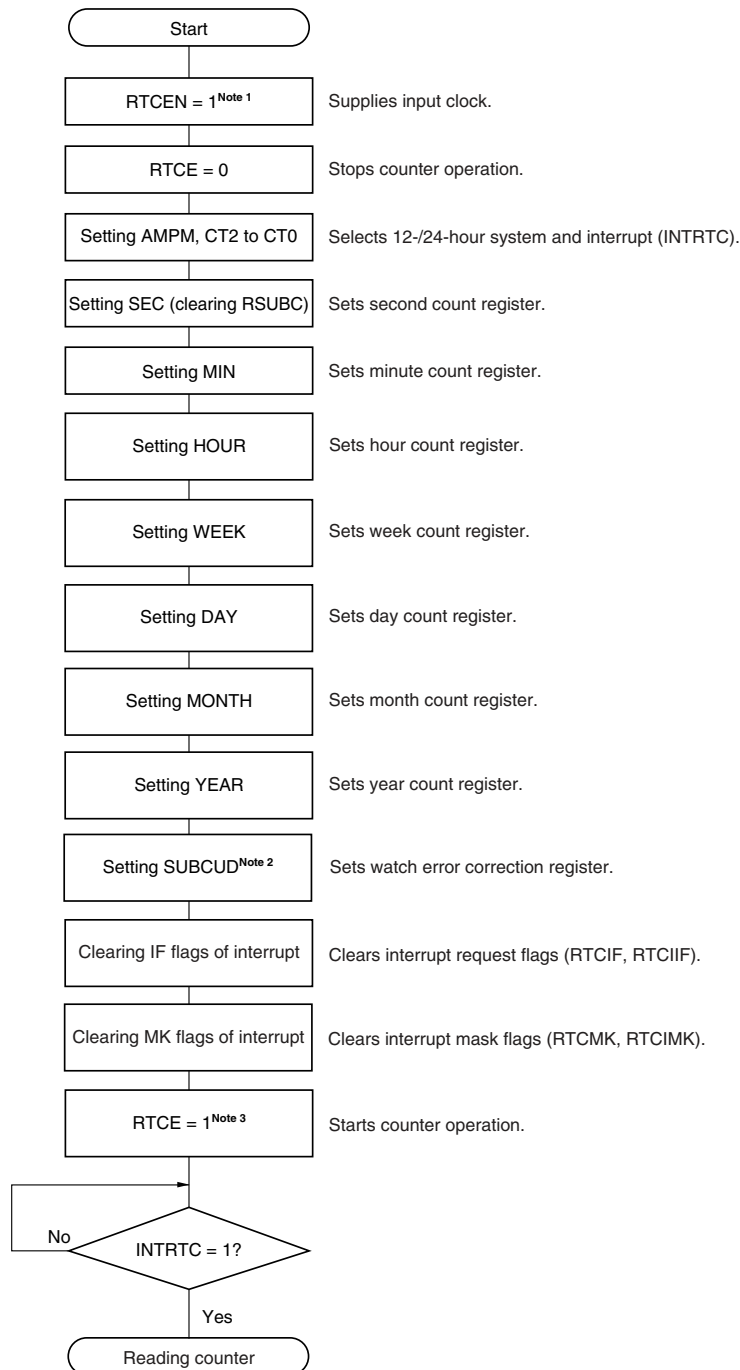 Start
RTCEN = 1Note 1 Supplies input clock.
RTCE = 0 Stops counter operation.
Setting AMPM, CT2 to CT0 Selects 12-/24-hour system and interrupt (INTRTC).
Setting SEC (clearing RSUBC) Sets second count register.
Setting MIN Sets minute count register.
Setting HOUR Sets hour count register.
Setting WEEK Sets week count register.
Setting DAY Sets day count register.
Setting MONTH Sets month count register.
Setting YEAR Sets year count register.
Setting SUBCUDNote 2 Sets watch error correction register.
Clearing IF flags of interrupt Clears interrupt request flags (RTCIF, RTCIIF).
Clearing MK flags of interrupt Clears interrupt mask flags (RTCMK, RTCIMK).
RTCE = 1Note 3 Starts counter operation.
No
INTRTC = 1?
Yes
Reading counter